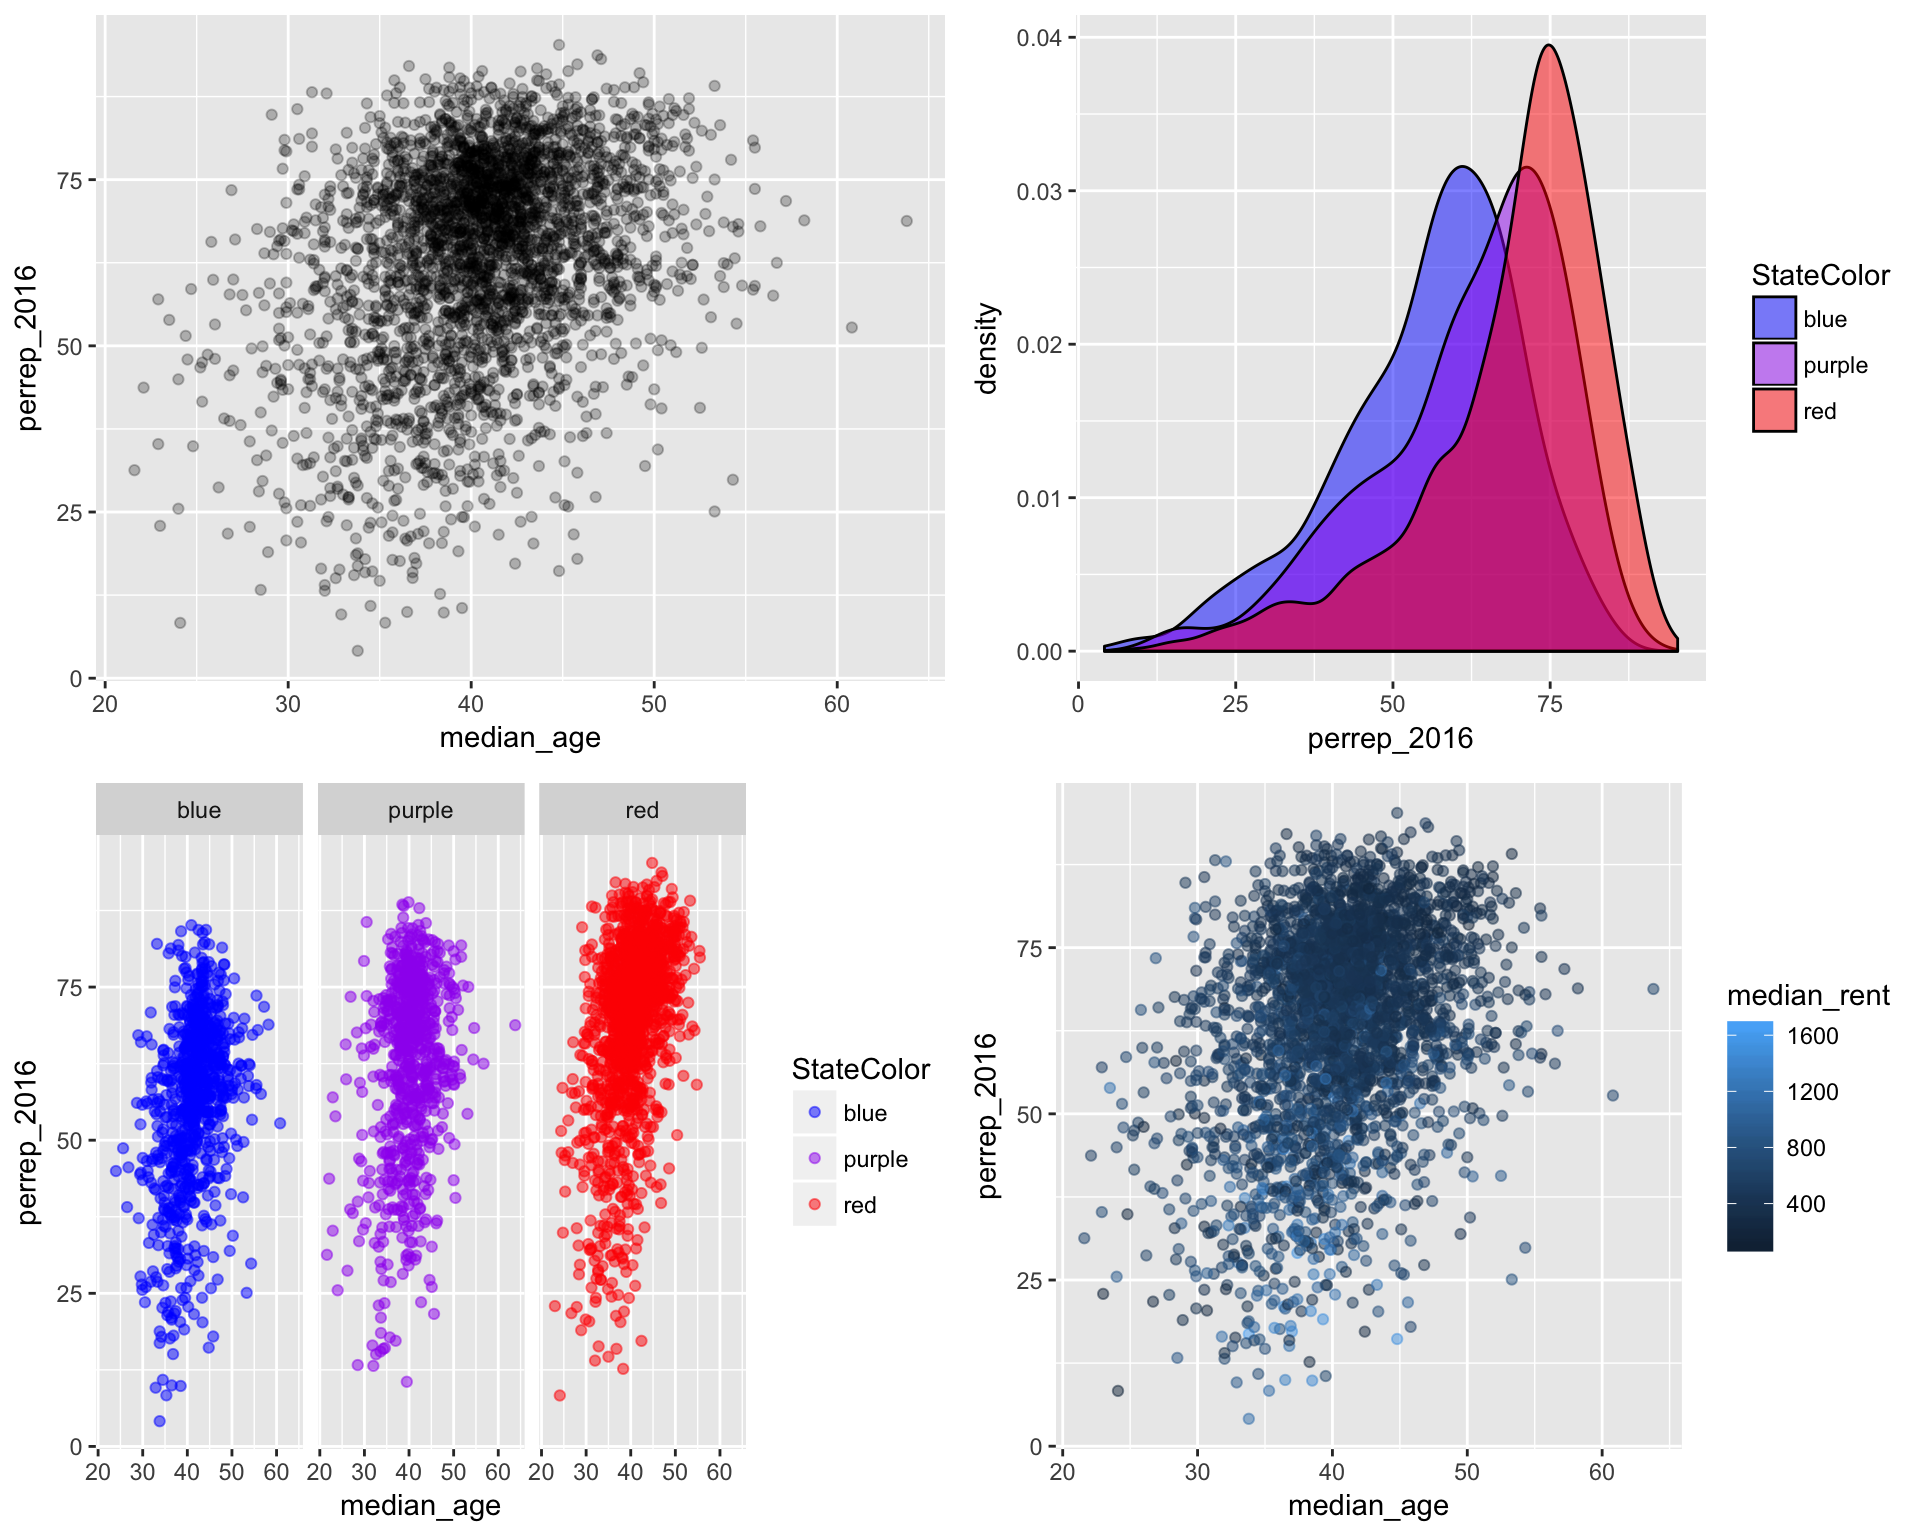 perrep_2016
75
50
25
0
20 30 40 50 60
median_age
density
0.04
0.03
0.02
0.01
0.00
0 25 50 75
perrep_2016
StateColor
blue
purple
red
blue purple red
perrep_2016
75
50
25
0
20 30 40 50 60 20 30 40 50 60 20 30 40 50 60
median_age
StateColor
blue
purple
red
perrep_2016
75
50
25
0
20 30 40 50 60
median_age
median_rent
1600
1200
800
400